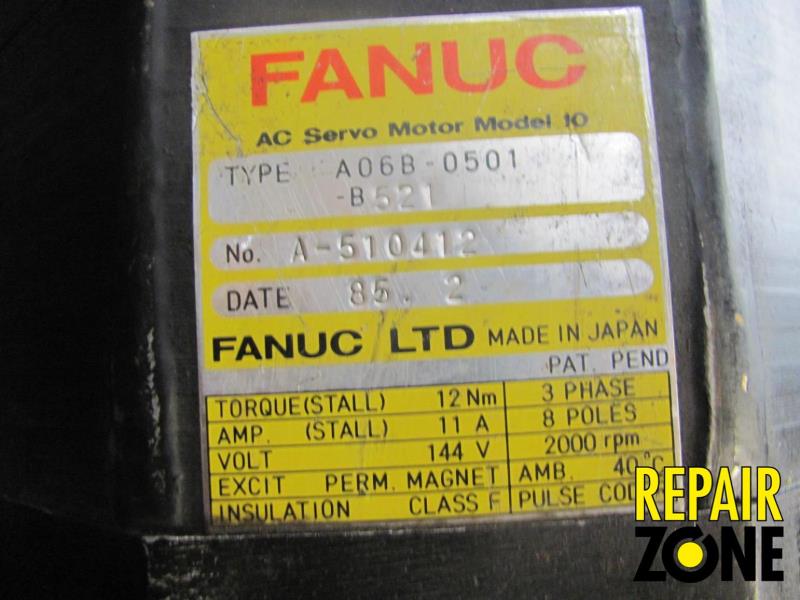 FANUC
AC Servo Motor Model 10
TYPE A06B-0501
-B521
No. A-510412
DATE 85. 2
FANUC LTD MADE IN JAPAN
PAT. PEND
TORQUE(STALL) 12 Nm 3 PHASE
AMP. (STALL) 11 A 8 POLES
VOLT 144 V 2000 rpm
EXCIT PERM. MAGNET AMB. 40°C
INSULATION CLASS F PULSE
REPAIR
ZONE